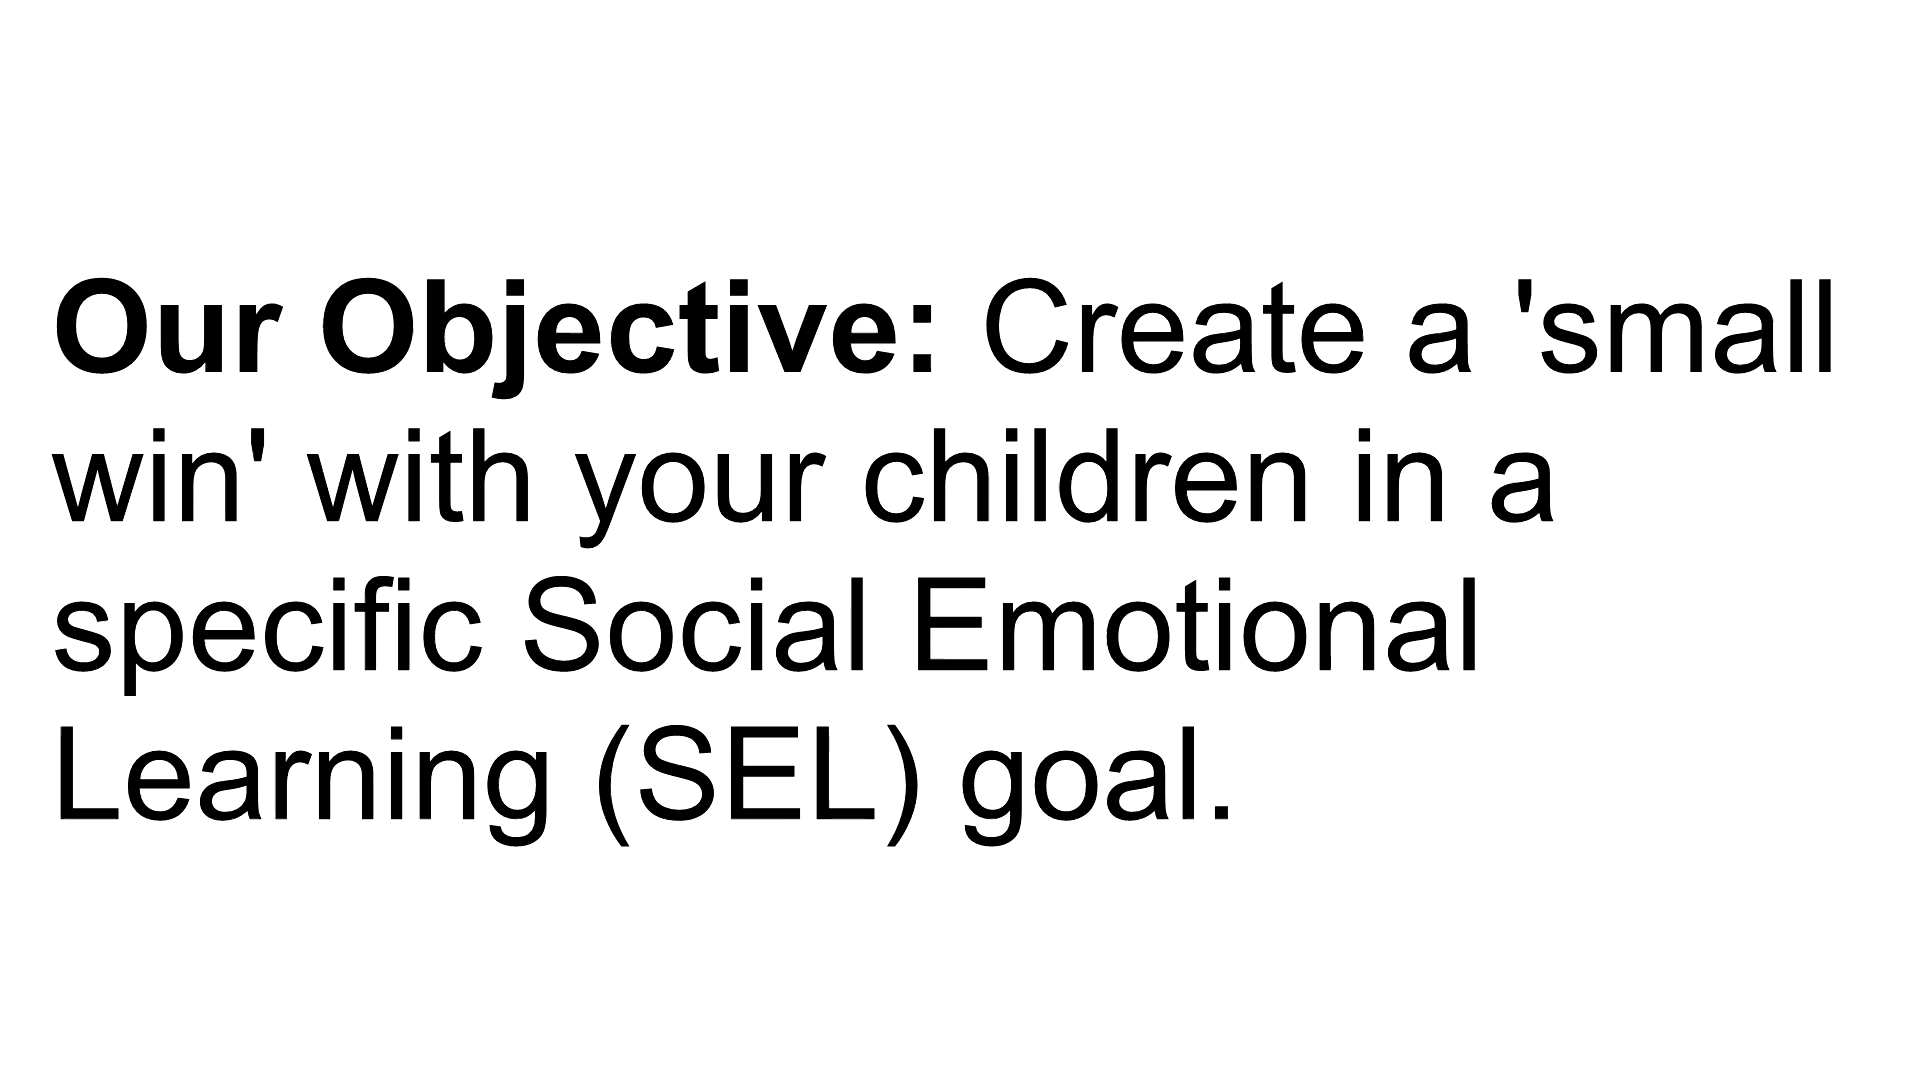 Our Objective: Create a 'small
win' with your children in a
specific Social Emotional
Learning (SEL) goal.